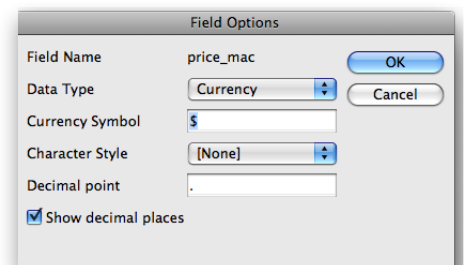 Field Options
Field Name price_mac OK
Data Type Currency Cancel
Currency Symbol $
Character Style [None]
Decimal point .
Show decimal places